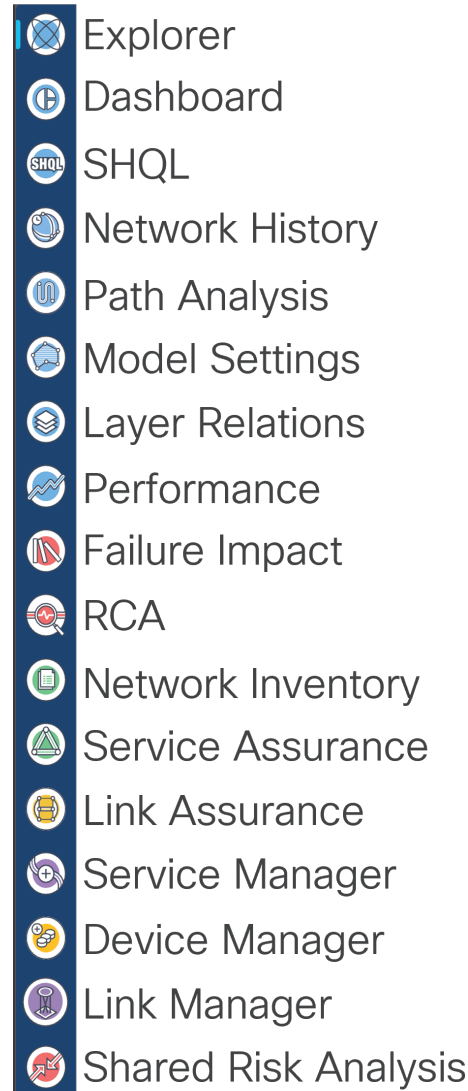 Explorer
Dashboard
SHQL SHQL
Network History
Path Analysis
Model Settings
Layer Relations
Performance
Failure Impact
RCA
Network Inventory
Service Assurance
Link Assurance
Service Manager
Device Manager
Link Manager
Shared Risk Analysis